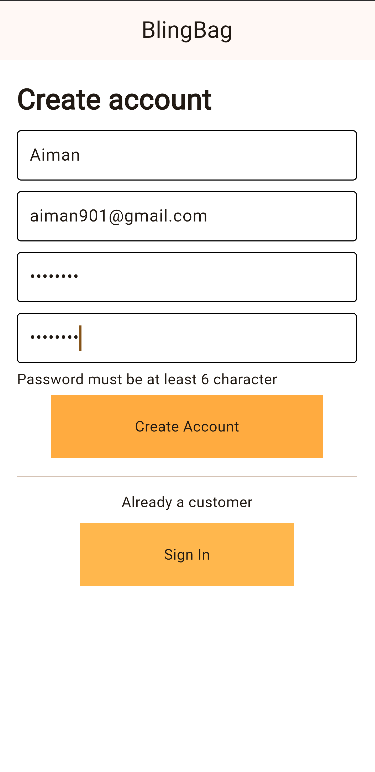 BlingBag
Create account
Aiman
aiman901@gmail.com
••••••••
••••••••
Password must be at least 6 character
Create Account
Already a customer
Sign In